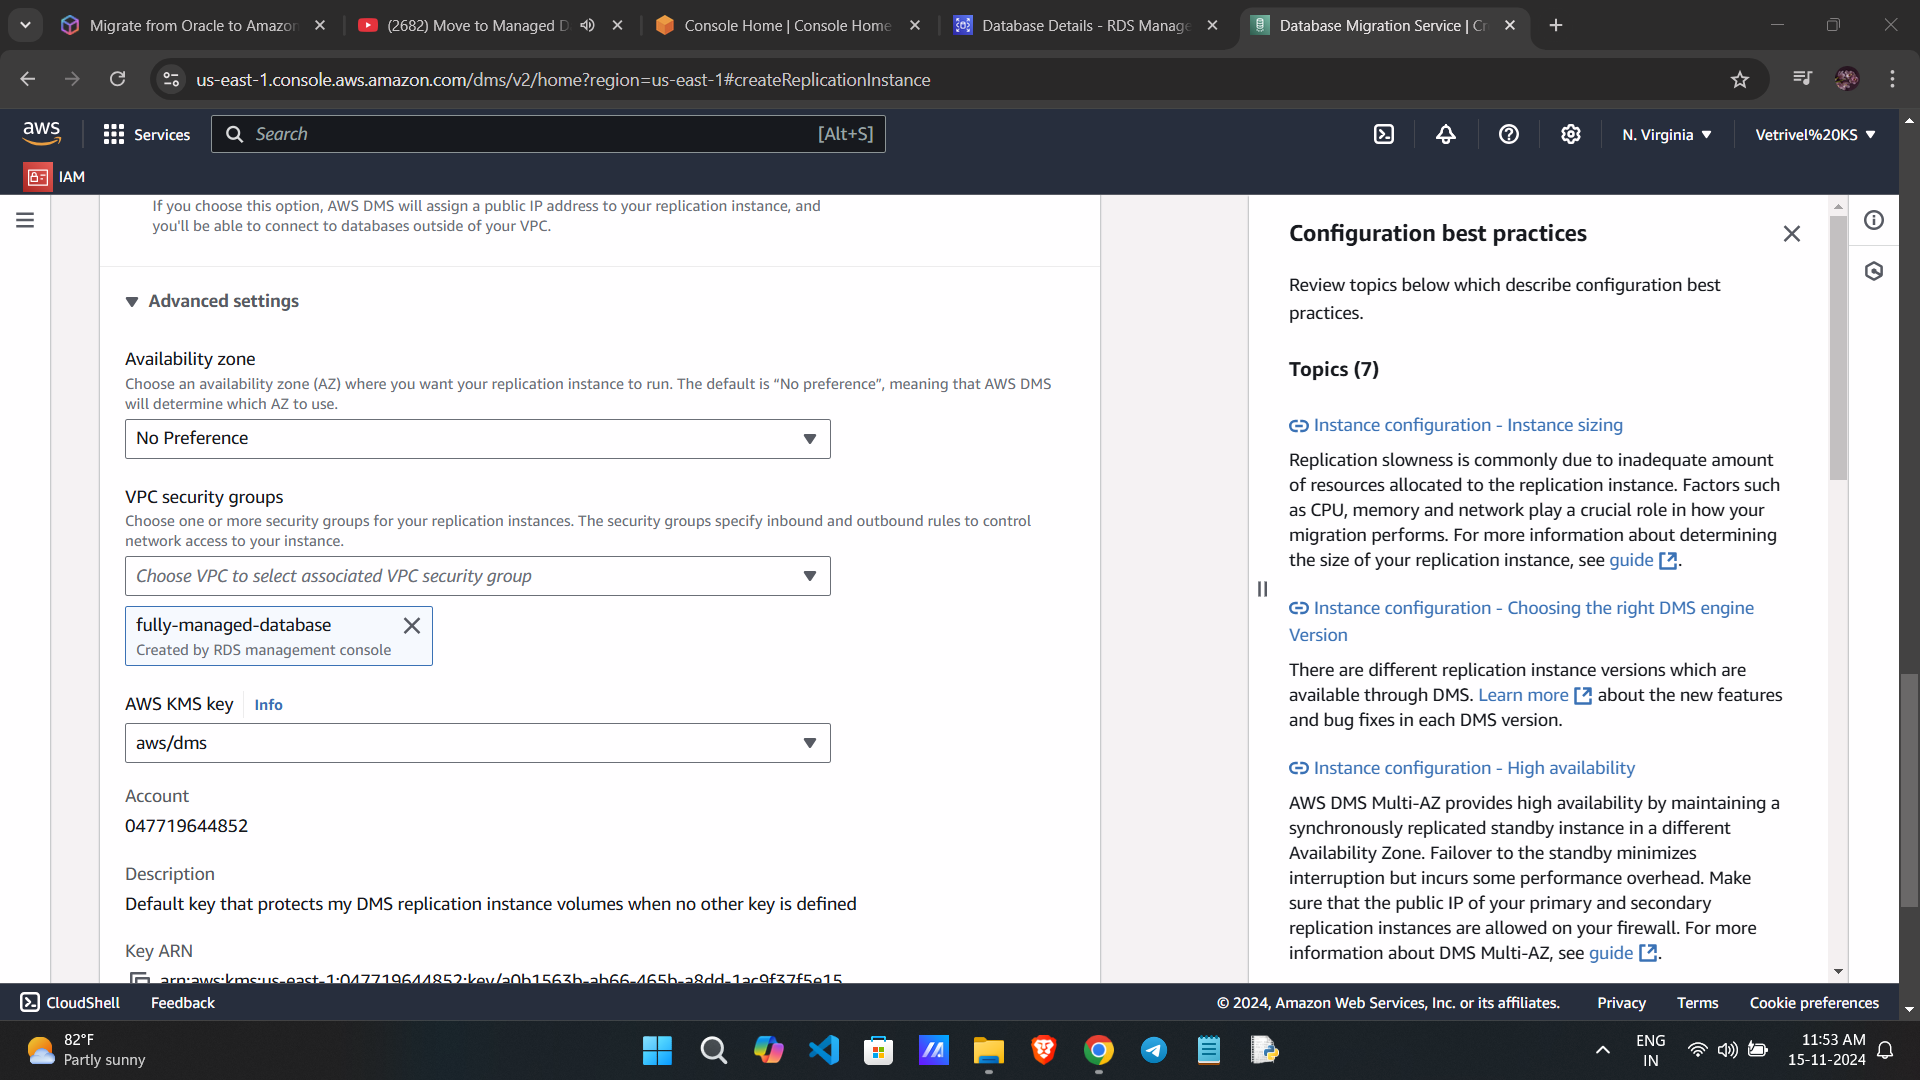 Migrate from Oracle to Amazon
(2682) Move to Managed D
Console Home | Console Home
Database Details - RDS Manage
Database Migration Service | Cr
us-east-1.console.aws.amazon.com/dms/v2/home?region=us-east-1#createReplicationInstance
aws
Services
Search
[Alt+S]
N. Virginia
Vetrivel%20KS
IAM
If you choose this option, AWS DMS will assign a public IP address to your replication instance, and
you'll be able to connect to databases outside of your VPC.
Advanced settings
Availability zone
Choose an availability zone (AZ) where you want your replication instance to run. The default is “No preference”, meaning that AWS DMS
will determine which AZ to use.
No Preference
VPC security groups
Choose one or more security groups for your replication instances. The security groups specify inbound and outbound rules to control
network access to your instance.
Choose VPC to select associated VPC security group
fully-managed-database
Created by RDS management console
AWS KMS key
Info
aws/dms
Account
047719644852
Description
Default key that protects my DMS replication instance volumes when no other key is defined
Key ARN
arn:aws:kms:us-east-1:047719644852:key/a0b1563b-ab66-465b-a8dd-1ac9f37f5e15
Configuration best practices
Review topics below which describe configuration best
practices.
Topics (7)
Instance configuration - Instance sizing
Replication slowness is commonly due to inadequate amount
of resources allocated to the replication instance. Factors such
as CPU, memory and network play a crucial role in how your
migration performs. For more information about determining
the size of your replication instance, see guide.
Instance configuration - Choosing the right DMS engine
Version
There are different replication instance versions which are
available through DMS. Learn more about the new features
and bug fixes in each DMS version.
Instance configuration - High availability
AWS DMS Multi-AZ provides high availability by maintaining a
synchronously replicated standby instance in a different
Availability Zone. Failover to the standby minimizes
interruption but incurs some performance overhead. Make
sure that the public IP of your primary and secondary
replication instances are allowed on your firewall. For more
information about DMS Multi-AZ, see guide.
CloudShell
Feedback
© 2024, Amazon Web Services, Inc. or its affiliates.
Privacy
Terms
Cookie preferences
82°F
Partly sunny
ENG
IN
11:53 AM
15-11-2024